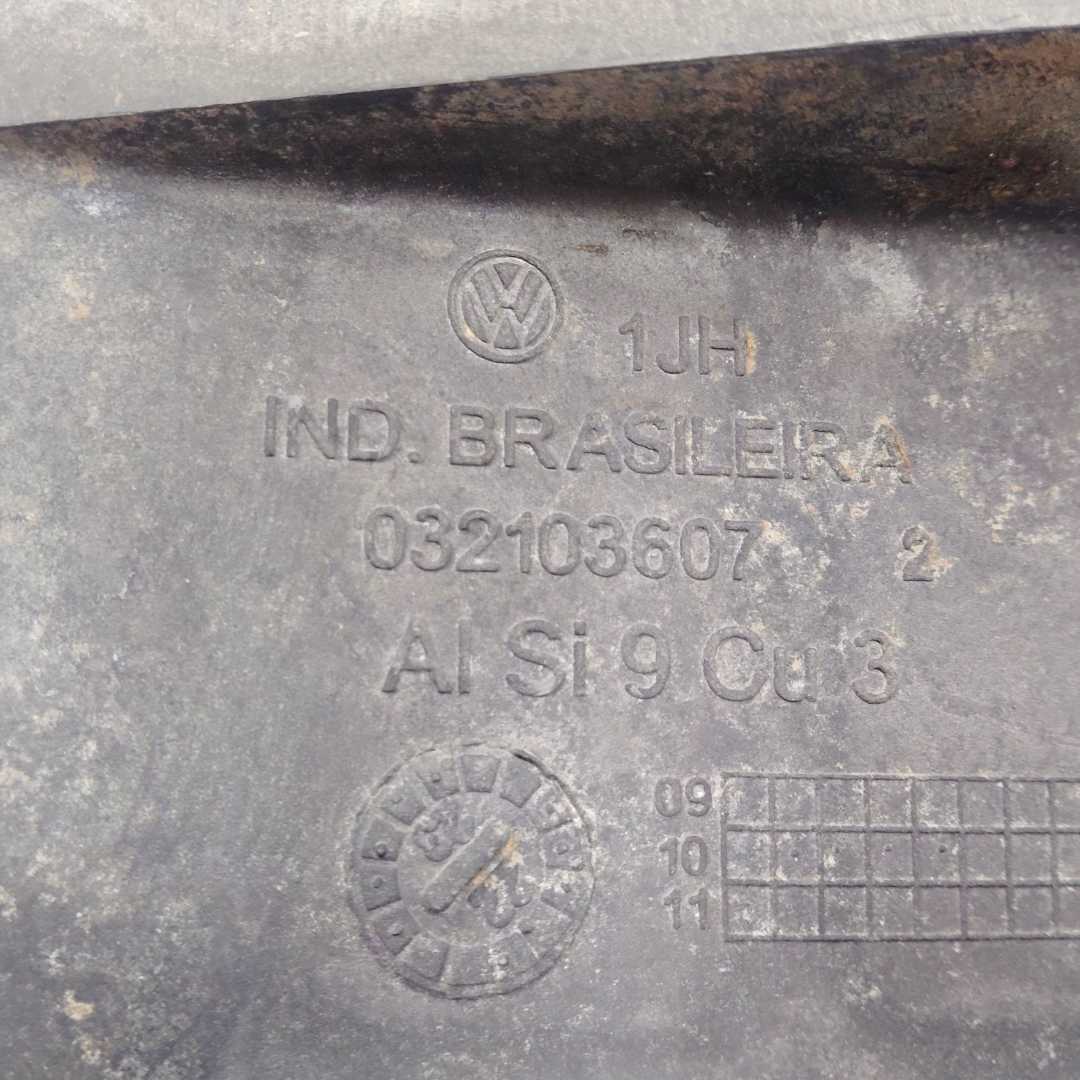 1JH
IND. BRASILEIRA
032103607 2
Al Si 9 Cu 3
09
10
11